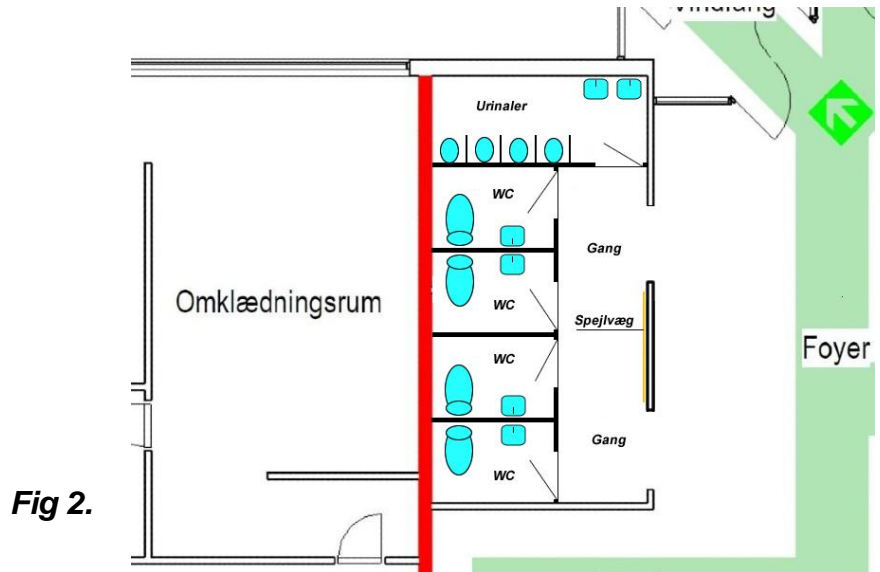 Urinaler
WC
Gang
WC
Omklædningsrum
Spejlvæg
WC
Foyer
Gang
WC
Fig 2.